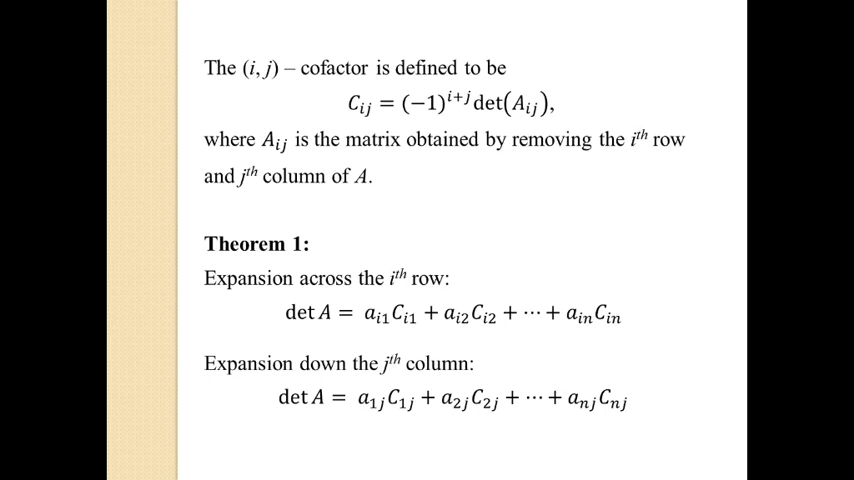 The (i, j) – cofactor is defined to be
C_{ij} = (−1)^{i+j} det(A_{ij}),
where A_{ij} is the matrix obtained by removing the i^{th} row
and j^{th} column of A.
Theorem 1:
Expansion across the i^{th} row:
det A = a_{i1}C_{i1} + a_{i2}C_{i2} + ⋯ + a_{in}C_{in}
Expansion down the j^{th} column:
det A = a_{1j}C_{1j} + a_{2j}C_{2j} + ⋯ + a_{nj}C_{nj}